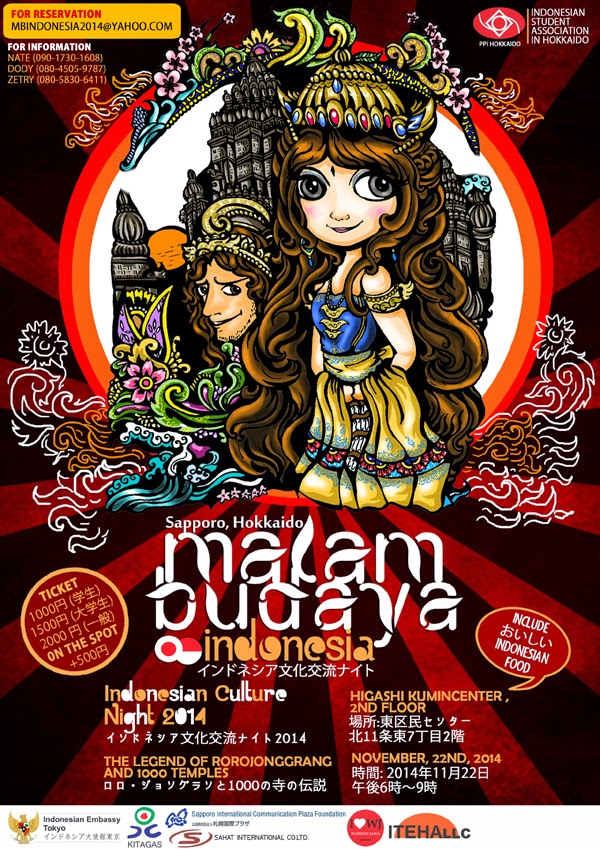 FOR RESERVATION
MBINDONESIA2014@YAHOO.COM
FOR INFORMATION
NATE (090-1730-1608)
DODY (080-4505-9787)
ZETRY (080-5830-6411)
PPI HOKKAIDO
INDONESIAN
STUDENT
ASSOCIATION
IN HOKKAIDO
Sapporo, Hokkaido
malam
budaya
indonesia
インドネシア文化交流ナイト
TICKET
1000円 (学生)
1500円 (大学生)
2000円 (一般)
ON THE SPOT
+500円
INCLUDE
おいしい
INDONESIAN
FOOD
Indonesian Culture
Night 2014
インドネシア文化交流ナイト2014
THE LEGEND OF ROROJONGGRANG
AND 1000 TEMPLES
ロロ・ジョングランと1000の寺の伝説
HIGASHI KUMINCENTER ,
2ND FLOOR
場所:東区民センター
北11条東7丁目2階
NOVEMBER, 22ND, 2014
時間: 2014年11月22日
午後6時～9時
Indonesian Embassy
Tokyo
インドネシア大使館東京
KITAGAS
Sapporo International Communication Plaza Foundation
札幌国際プラザ
SAHAT INTERNATIONAL CO.LTD.
WJ
ITEHALLC